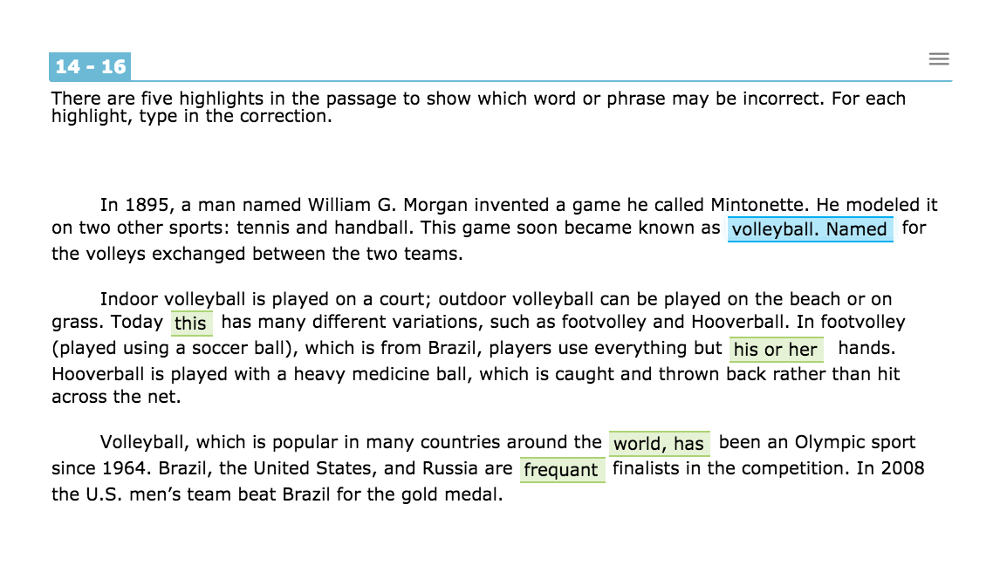 14 - 16
There are five highlights in the passage to show which word or phrase may be incorrect. For each
highlight, type in the correction.
In 1895, a man named William G. Morgan invented a game he called Mintonette. He modeled it
on two other sports: tennis and handball. This game soon became known as volleyball. Named for
the volleys exchanged between the two teams.
Indoor volleyball is played on a court; outdoor volleyball can be played on the beach or on
grass. Today this has many different variations, such as footvolley and Hooverball. In footvolley
(played using a soccer ball), which is from Brazil, players use everything but his or her hands.
Hooverball is played with a heavy medicine ball, which is caught and thrown back rather than hit
across the net.
Volleyball, which is popular in many countries around the world, has been an Olympic sport
since 1964. Brazil, the United States, and Russia are frequant finalists in the competition. In 2008
the U.S. men’s team beat Brazil for the gold medal.